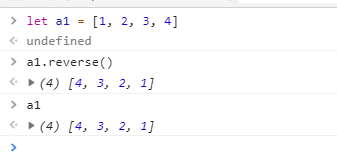 let a1 = [1, 2, 3, 4]
undefined
a1.reverse()
(4) [4, 3, 2, 1]
a1
(4) [4, 3, 2, 1]